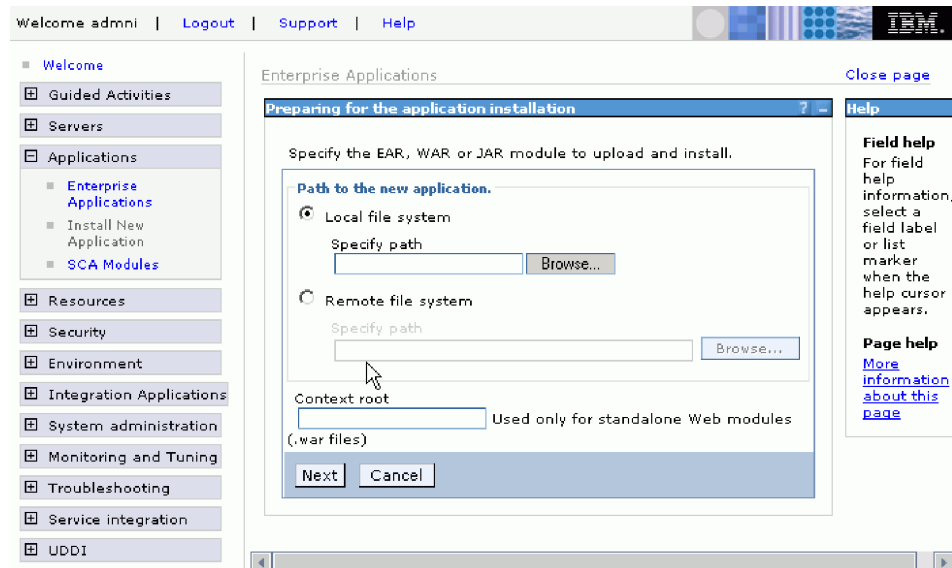 Welcome admni | Logout | Support | Help
IBM.
Welcome
Guided Activities
Servers
Applications
Enterprise
Applications
Install New
Application
SCA Modules
Resources
Security
Environment
Integration Applications
System administration
Monitoring and Tuning
Troubleshooting
Service integration
UDDI
Enterprise Applications
Close page
Preparing for the application installation
? –
Specify the EAR, WAR or JAR module to upload and install.
Path to the new application.
Local file system
Specify path
Browse...
Remote file system
Specify path
Browse...
Context root
Used only for standalone Web modules
(.war files)
Next
Cancel
Help
Field help
For field
help
information,
select a
field label
or list
marker
when the
help cursor
appears.
Page help
More
information
about this
page